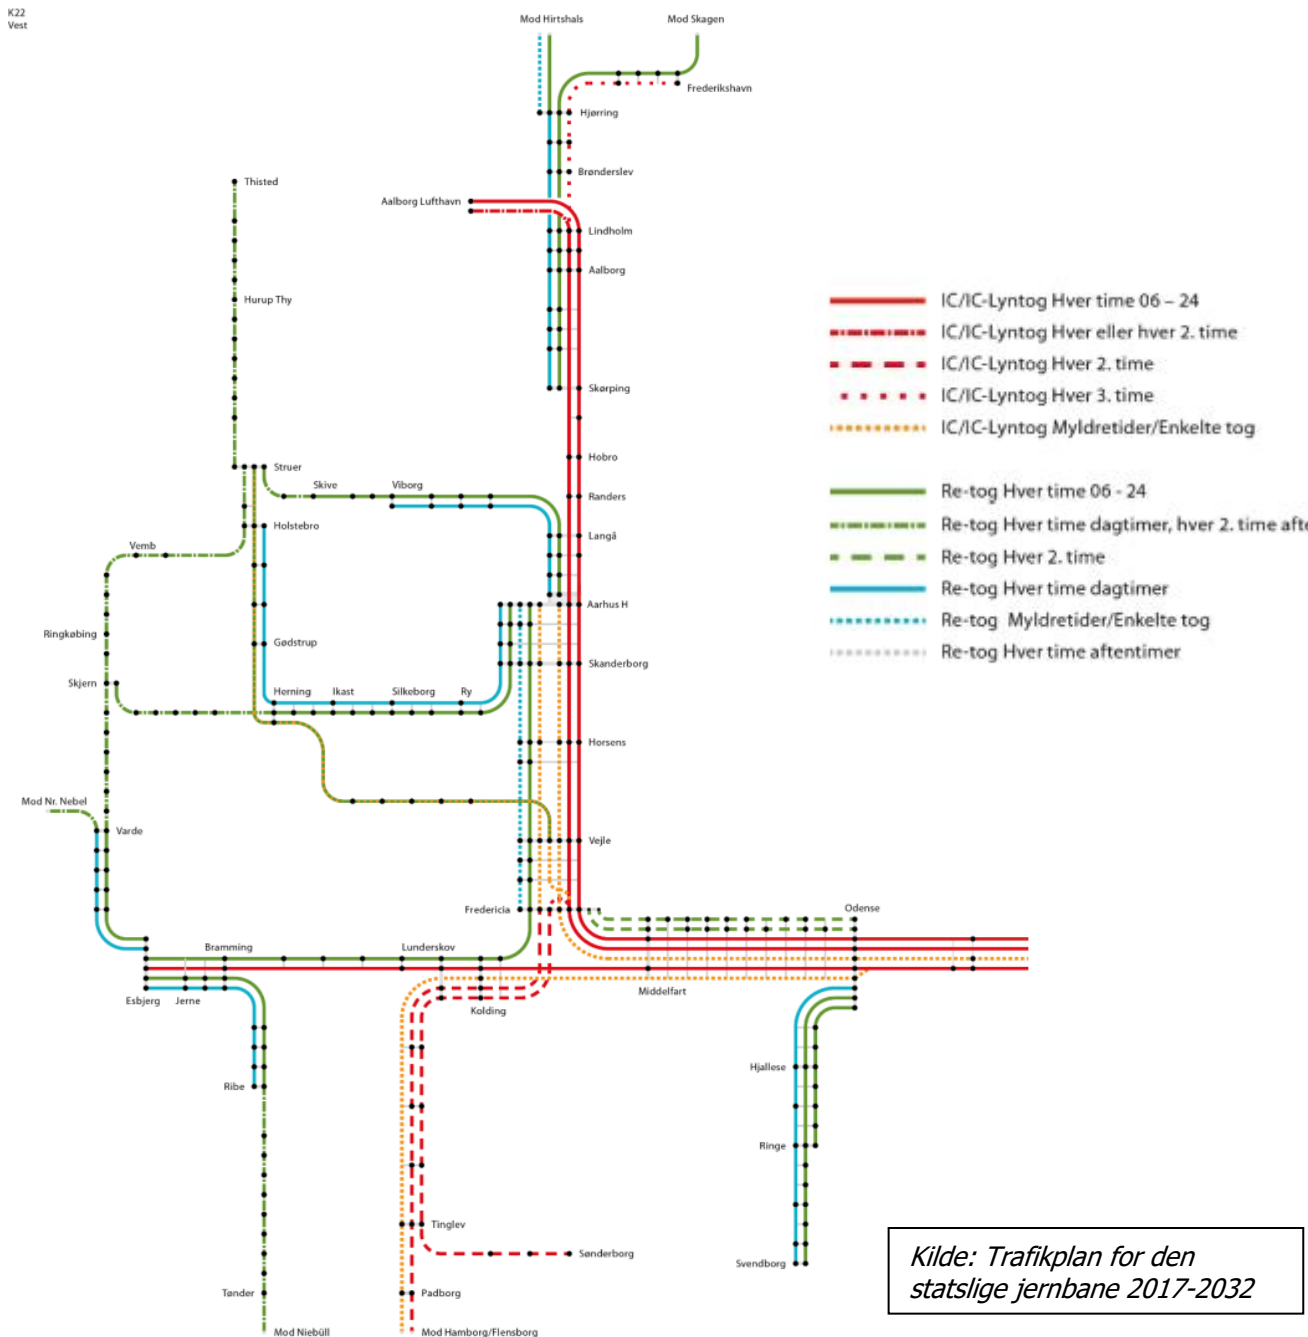 K22
Vest
Mod Hirtshals
Mod Skagen
Frederikshavn
Hjørring
Brønderslev
Thisted
Aalborg Lufthavn
Lindholm
Aalborg
Hurup Thy
IC/IC-Lyntog Hver time 06 – 24
IC/IC-Lyntog Hver eller hver 2. time
IC/IC-Lyntog Hver 2. time
IC/IC-Lyntog Hver 3. time
IC/IC-Lyntog Myldretider/Enkelte tog
Re-tog Hver time 06 - 24
Re-tog Hver time dagtimer, hver 2. time afte
Re-tog Hver 2. time
Re-tog Hver time dagtimer
Re-tog Myldretider/Enkelte tog
Re-tog Hver time aftentimer
Skørping
Hobro
Struer
Skive
Viborg
Randers
Holstebro
Langå
Vemb
Aarhus H
Ringkøbing
Gødstrup
Skanderborg
Skjern
Herning
Ikast
Silkeborg
Ry
Horsens
Mod Nr. Nebel
Varde
Vejle
Fredericia
Odense
Bramming
Lunderskov
Esbjerg
Jerne
Kolding
Middelfart
Hjallese
Ribe
Ringe
Tinglev
Sønderborg
Svendborg
Tønder
Padborg
Mod Niebüll
Mod Hamborg/Flensborg
Kilde: Trafikplan for den
statslige jernbane 2017-2032